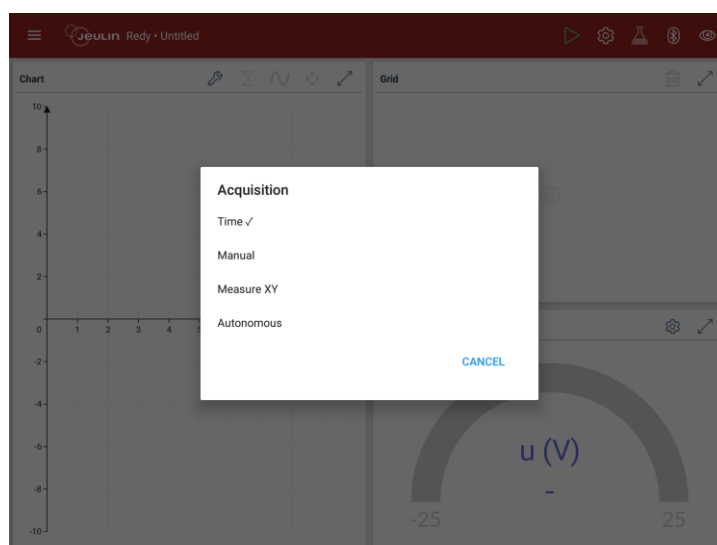 Jeulin Redy • Untitled
Chart
Grid
10
8
6
4
2
0 1 2 3 4
-2
-4
-6
-8
-10
Acquisition
Time ✓
Manual
Measure XY
Autonomous
CANCEL
u (V)
-
-25 25